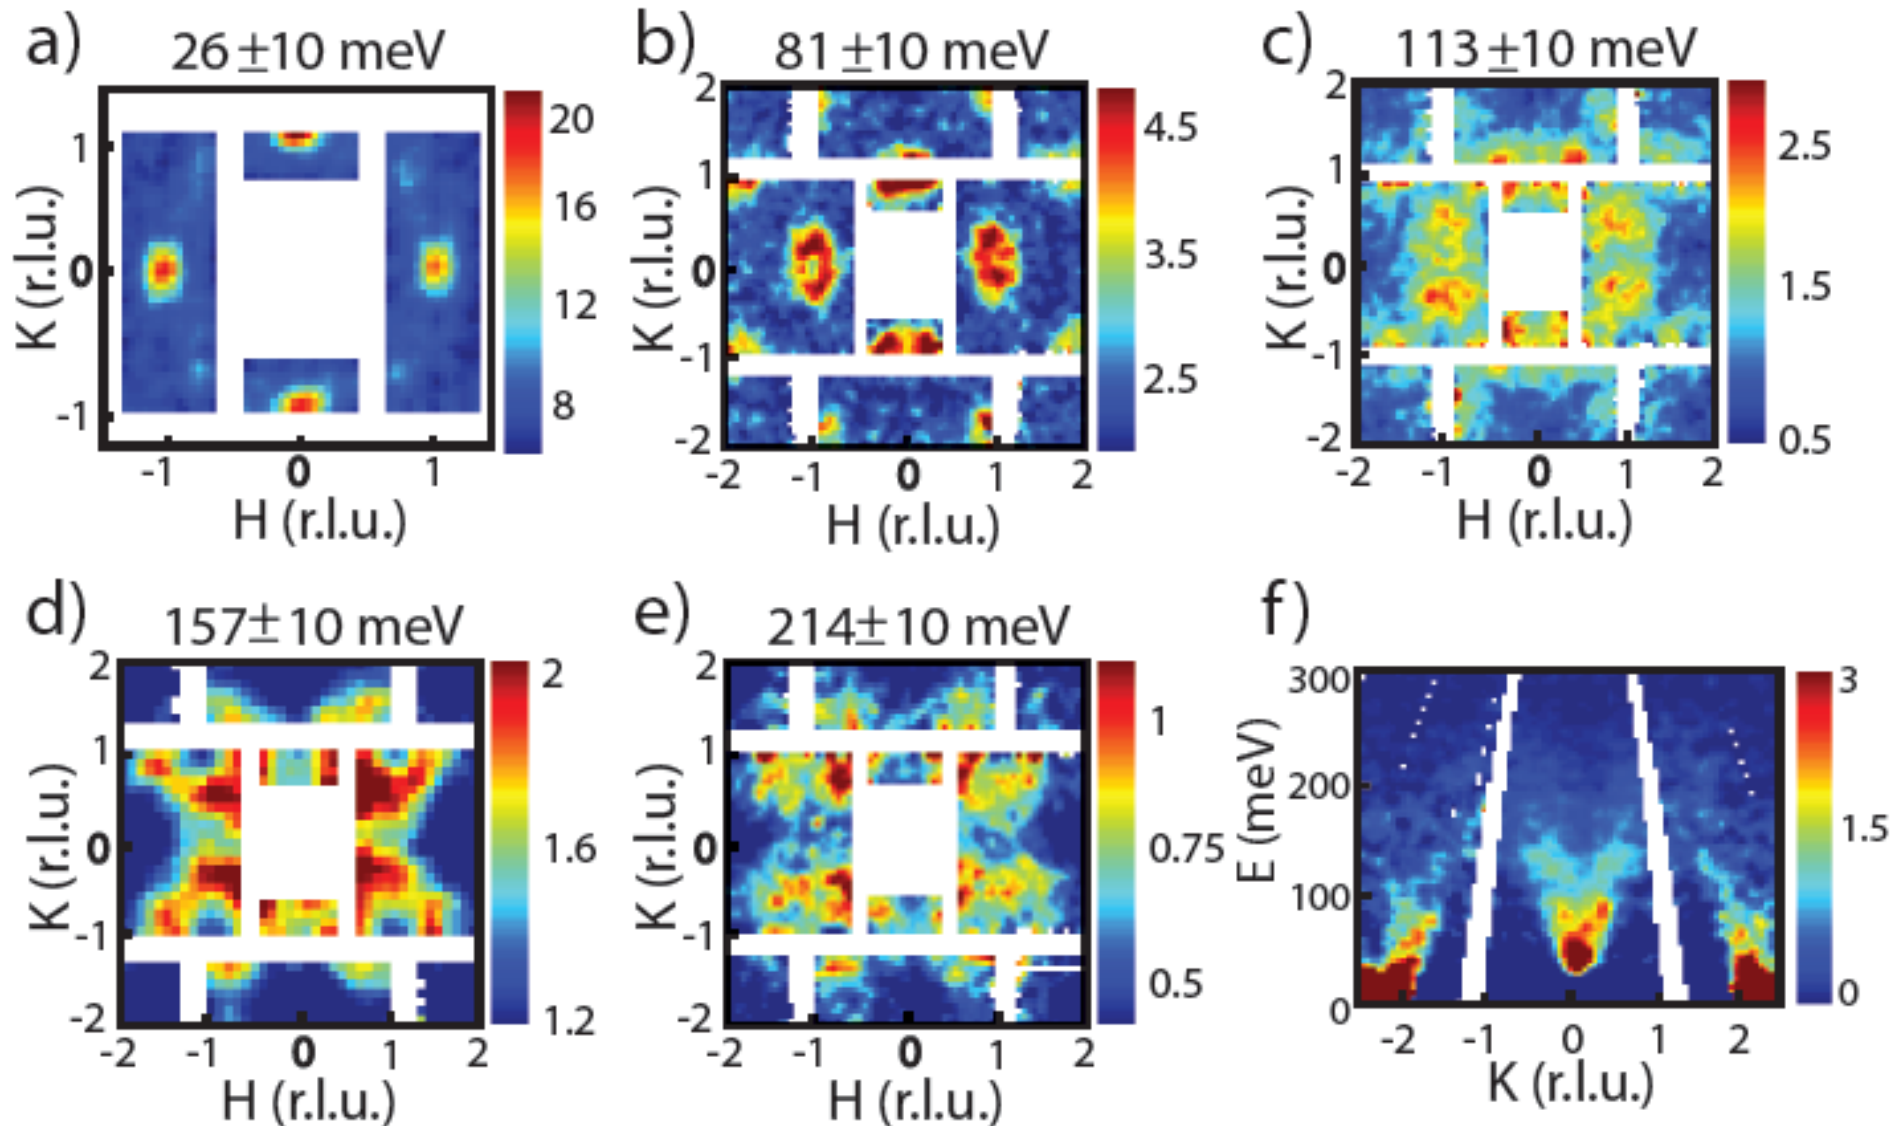 a) 26±10 meV
b) 81±10 meV
c) 113±10 meV
K (r.l.u.)
1
0
-1
-1 0 1
H (r.l.u.)
20
16
12
8
K (r.l.u.)
2
1
0
-1
-2
-2 -1 0 1 2
H (r.l.u.)
4.5
3.5
2.5
K (r.l.u.)
2
1
0
-1
-2
-2 -1 0 1 2
H (r.l.u.)
2.5
1.5
0.5
d) 157±10 meV
e) 214±10 meV
f)
K (r.l.u.)
2
1
0
-1
-2
-2 -1 0 1 2
H (r.l.u.)
2
1.6
1.2
K (r.l.u.)
2
1
0
-1
-2
-2 -1 0 1 2
H (r.l.u.)
1
0.75
0.5
E (meV)
300
200
100
0
-2 -1 0 1 2
K (r.l.u.)
3
1.5
0